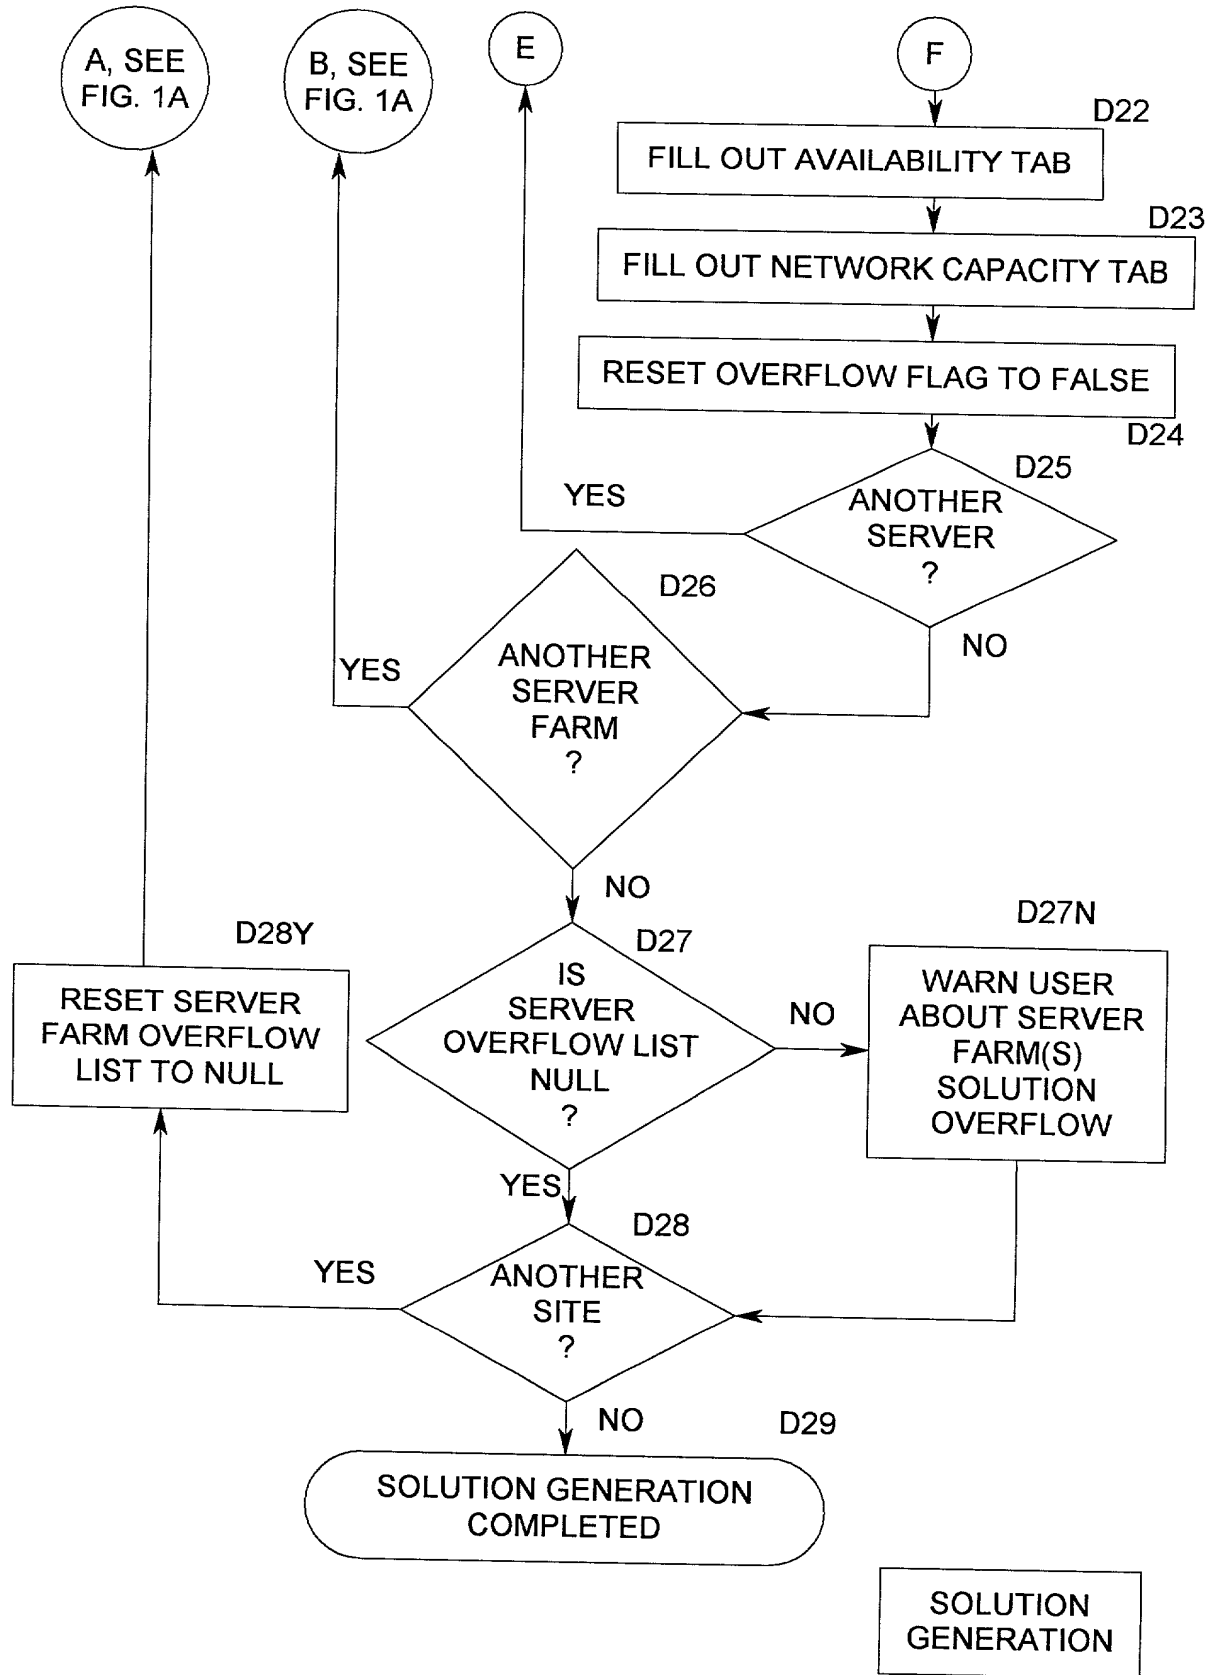 A, SEE
FIG. 1A
B, SEE
FIG. 1A
E
F
D22
FILL OUT AVAILABILITY TAB
D23
FILL OUT NETWORK CAPACITY TAB
RESET OVERFLOW FLAG TO FALSE
D24
D25
YES
ANOTHER
SERVER
?
NO
D26
YES
ANOTHER
SERVER
FARM
?
NO
D28Y
RESET SERVER
FARM OVERFLOW
LIST TO NULL
D27
IS
SERVER
OVERFLOW LIST
NULL
?
NO
D27N
WARN USER
ABOUT SERVER
FARM(S)
SOLUTION
OVERFLOW
YES
D28
YES
ANOTHER
SITE
?
NO
D29
SOLUTION GENERATION
COMPLETED
SOLUTION
GENERATION